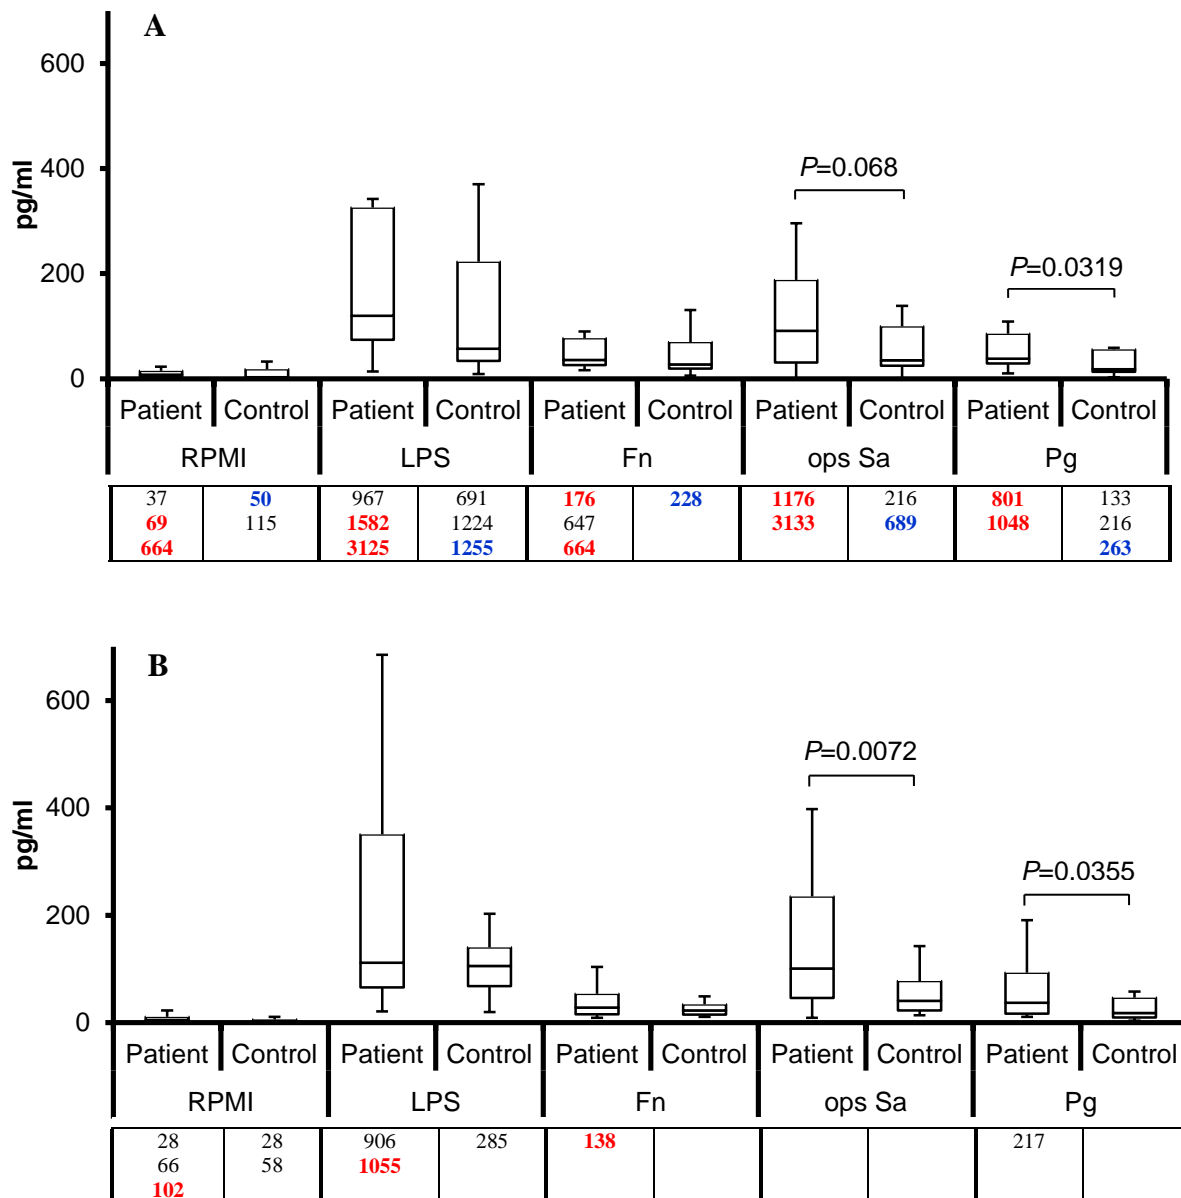 A
600
400
200
0
pg/ml
P=0.068
P=0.0319
Patient Control Patient Control Patient Control Patient Control Patient Control
RPMI LPS Fn ops Sa Pg
37 50 967 691 176 228 1176 216 801 133
69 115 1582 1224 647 3133 689 1048 216
664 3125 1255 664 263
B
600
400
200
0
pg/ml
P=0.0072
P=0.0355
Patient Control Patient Control Patient Control Patient Control Patient Control
RPMI LPS Fn ops Sa Pg
28 28 906 285 138 217
66 58 1055
102